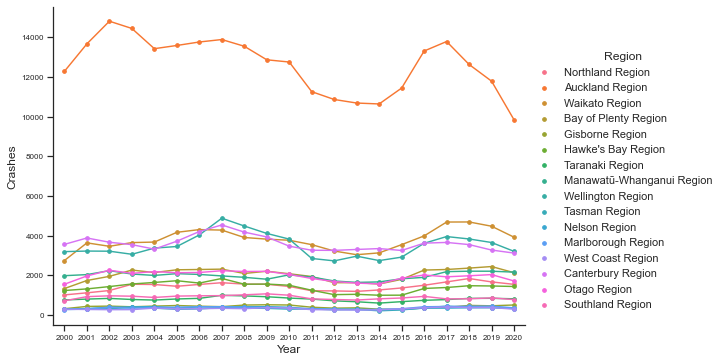 14000
12000
10000
8000
6000
4000
2000
0
Crashes
2000 2001 2002 2003 2004 2005 2006 2007 2008 2009 2010 2011 2012 2013 2014 2015 2016 2017 2018 2019 2020
Year
Region
Northland Region
Auckland Region
Waikato Region
Bay of Plenty Region
Gisborne Region
Hawke's Bay Region
Taranaki Region
Manawatū-Whanganui Region
Wellington Region
Tasman Region
Nelson Region
Marlborough Region
West Coast Region
Canterbury Region
Otago Region
Southland Region